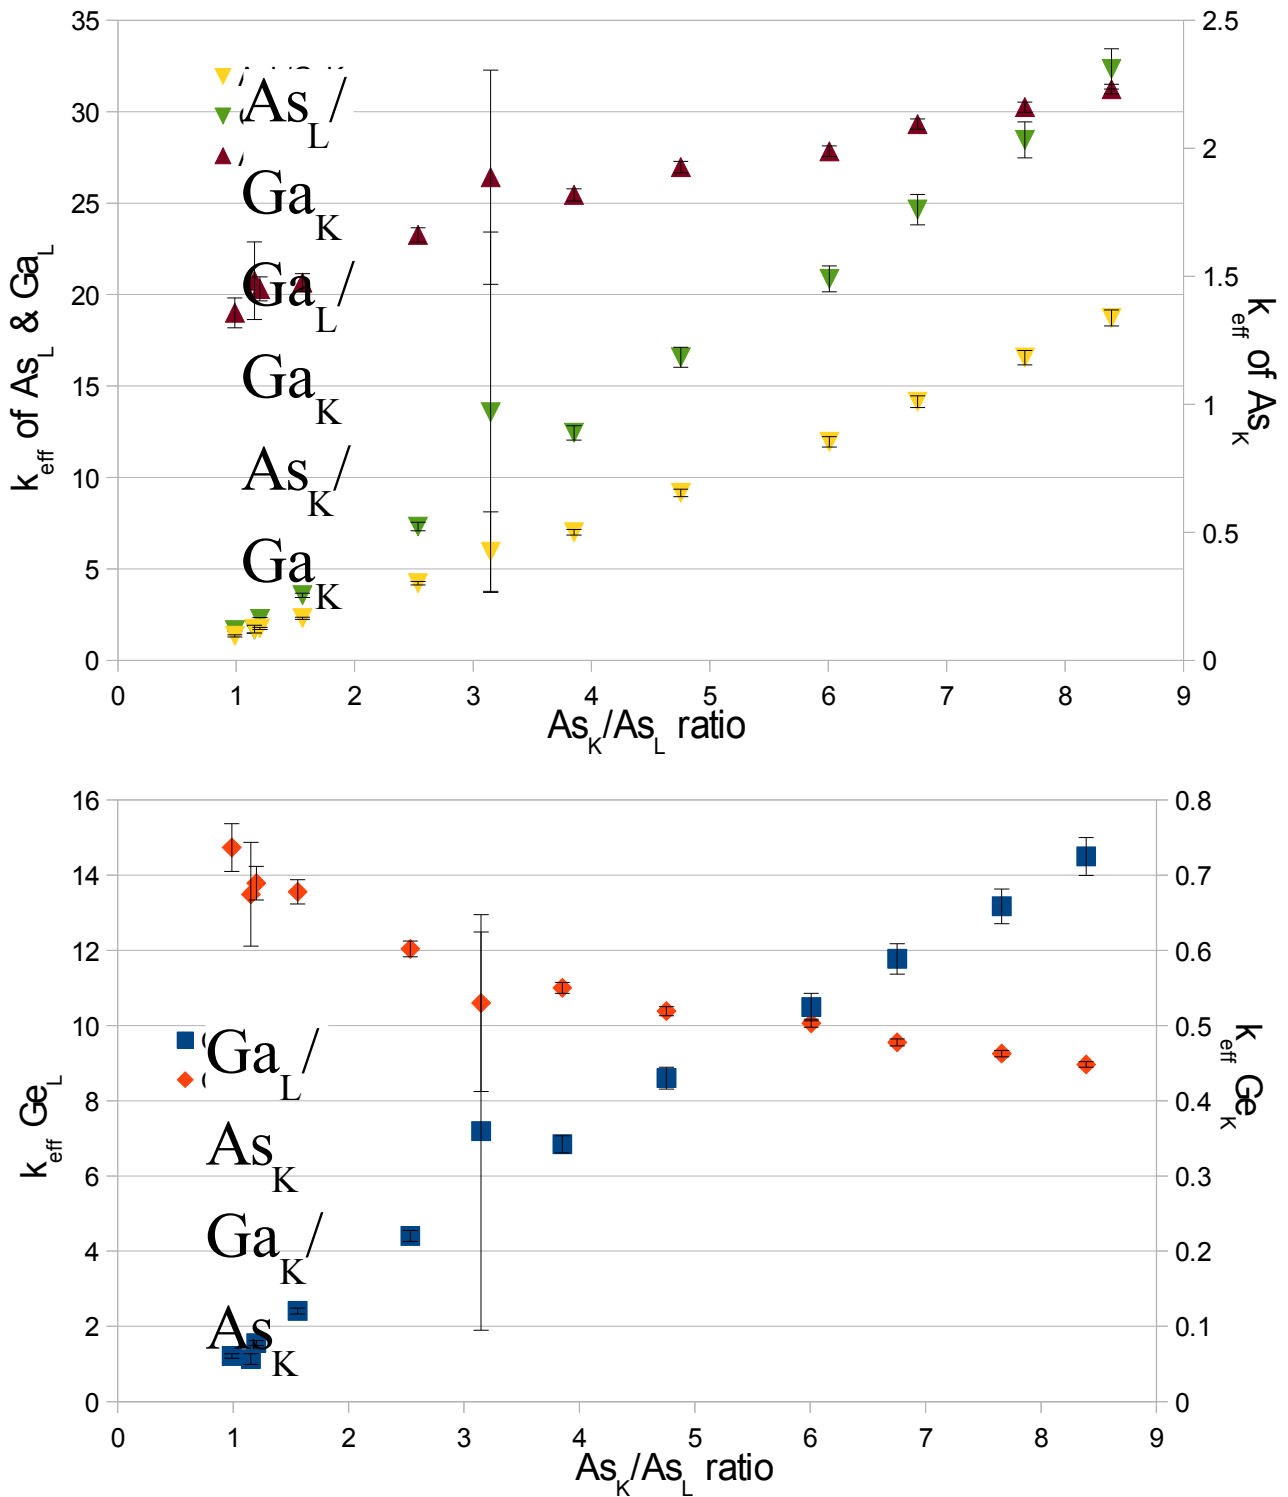 35
30
25
20
15
10
5
0
2.5
2
1.5
1
0.5
0
k_eff of As_L & Ga_L
k_eff of As_K
As_L/
Ga_K
Ga_L/
Ga_K
As_K/
Ga_K
0 1 2 3 4 5 6 7 8 9
As_K/As_L ratio
16
14
12
10
8
6
4
2
0
0.8
0.7
0.6
0.5
0.4
0.3
0.2
0.1
0
k_eff Ge_L
k_eff Ge_K
Ga_L/
As_K
Ga_K/
As_K
0 1 2 3 4 5 6 7 8 9
As_K/As_L ratio